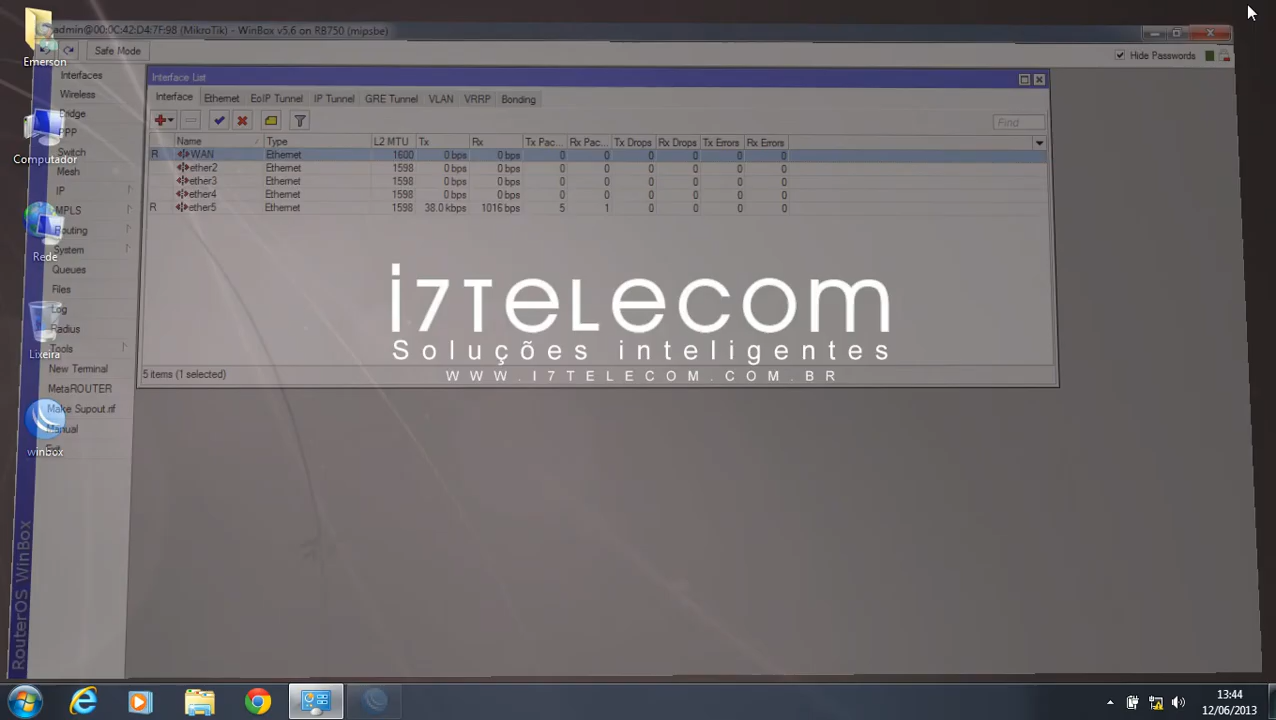 admin@00:0C:42:D4:7F:98 (MikroTik) - WinBox v5.6 on RB750 (mipsbe)
Emerson
Safe Mode
Hide Passwords
Interfaces
Wireless
Bridge
PPP
Switch
Mesh
IP
MPLS
Routing
System
Queues
Files
Log
Radius
Tools
New Terminal
MetaROUTER
Make Supout.rif
Manual
Exit
Computador
Rede
Lixeira
winbox
RouterOS WinBox
Interface List
Interface Ethernet EoIP Tunnel IP Tunnel GRE Tunnel VLAN VRRP Bonding
Find
Name Type L2 MTU Tx Rx Tx Pac... Rx Pac... Tx Drops Rx Drops Tx Errors Rx Errors
R WAN Ethernet 1600 0 bps 0 bps 0 0 0 0 0 0
ether2 Ethernet 1598 0 bps 0 bps 0 0 0 0 0 0
ether3 Ethernet 1598 0 bps 0 bps 0 0 0 0 0 0
ether4 Ethernet 1598 0 bps 0 bps 0 0 0 0 0 0
R ether5 Ethernet 1598 38.0 kbps 1016 bps 5 1 0 0 0 0
i7TELECOM
Soluções inteligentes
WWW.I7TELECOM.COM.BR
5 items (1 selected)
13:44
12/06/2013